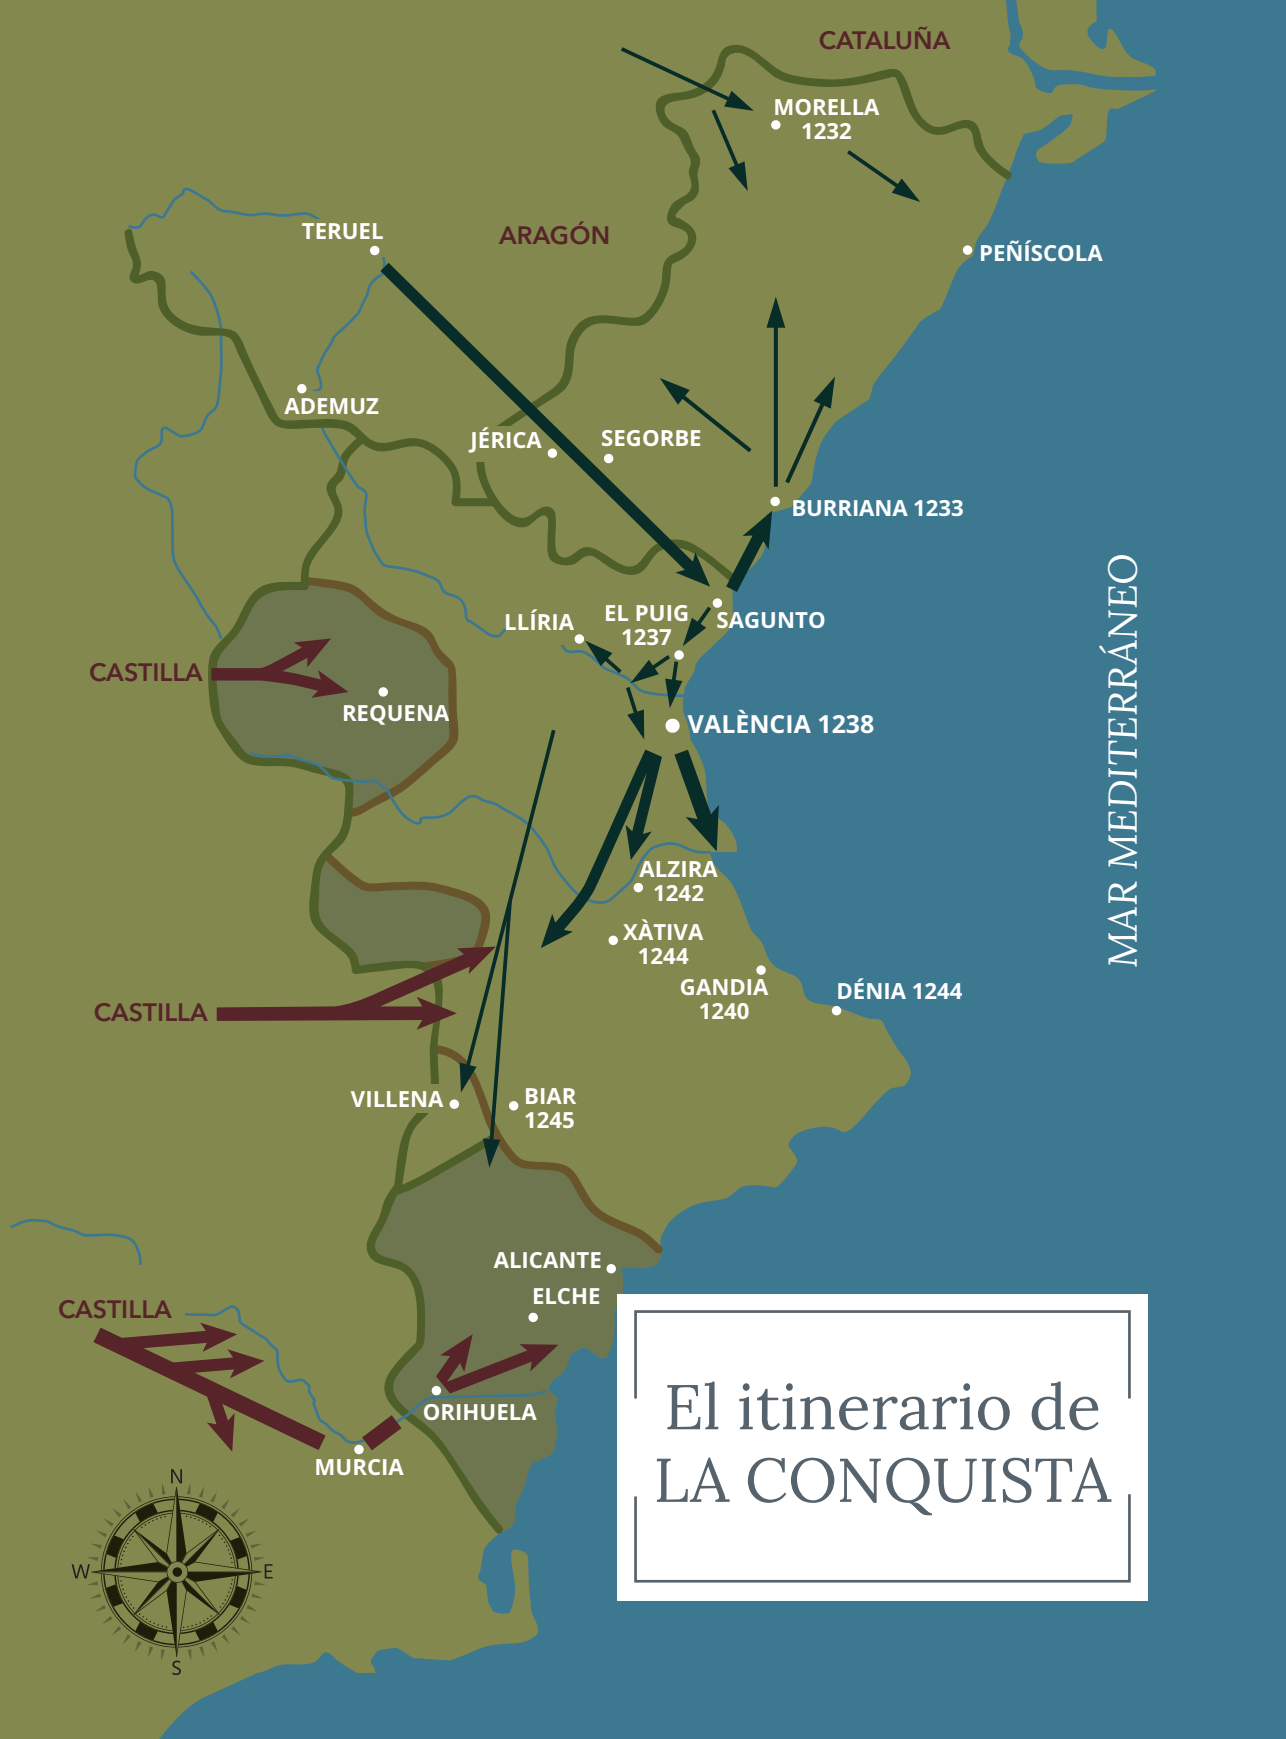 CATALUÑA
MORELLA
1232
TERUEL
ARAGÓN
PEÑÍSCOLA
ADEMUZ
JÉRICA
SEGORBE
BURRIANA 1233
LLÍRIA
EL PUIG
1237
SAGUNTO
CASTILLA
REQUENA
VALÈNCIA 1238
MAR MEDITERRÁNEO
ALZIRA
1242
XÀTIVA
1244
GANDIA
1240
DÉNIA 1244
CASTILLA
VILLENA
BIAR
1245
ALICANTE
ELCHE
CASTILLA
ORIHUELA
MURCIA
El itinerario de
LA CONQUISTA
N
W
E
S